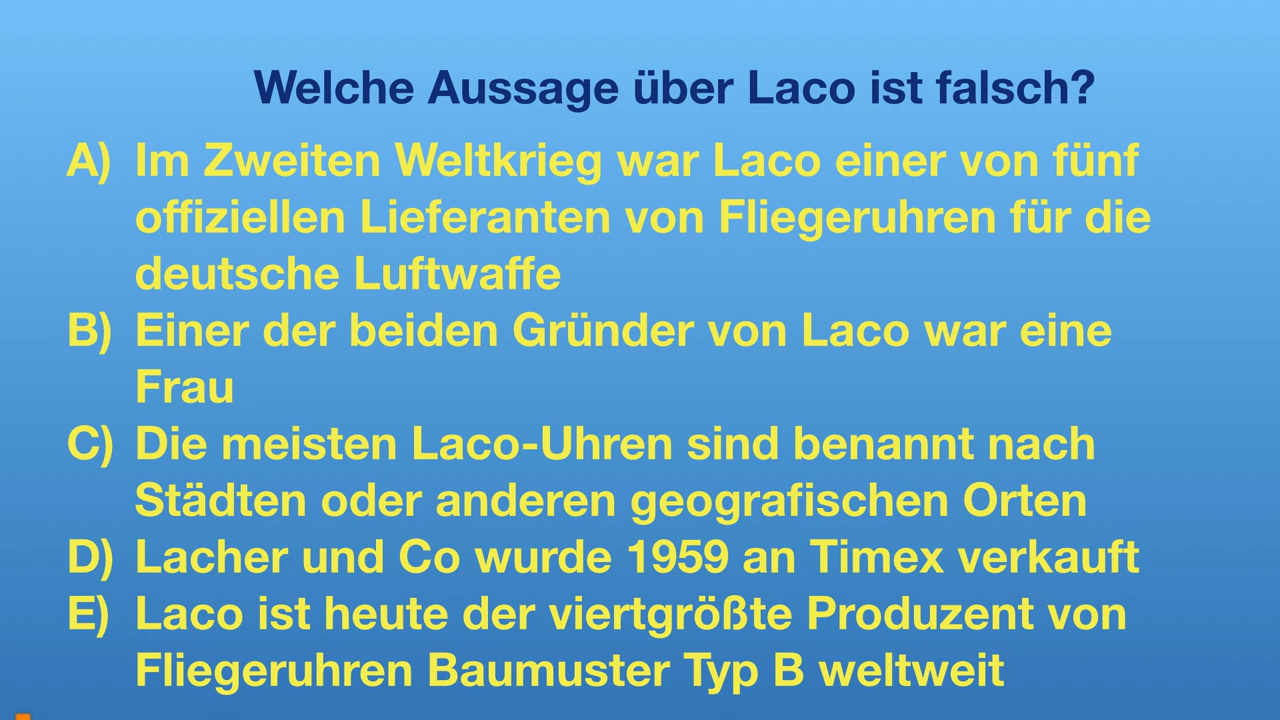 Welche Aussage über Laco ist falsch?
A) Im Zweiten Weltkrieg war Laco einer von fünf
offiziellen Lieferanten von Fliegeruhren für die
deutsche Luftwaffe
B) Einer der beiden Gründer von Laco war eine
Frau
C) Die meisten Laco-Uhren sind benannt nach
Städten oder anderen geografischen Orten
D) Lacher und Co wurde 1959 an Timex verkauft
E) Laco ist heute der viertgrößte Produzent von
Fliegeruhren Baumuster Typ B weltweit